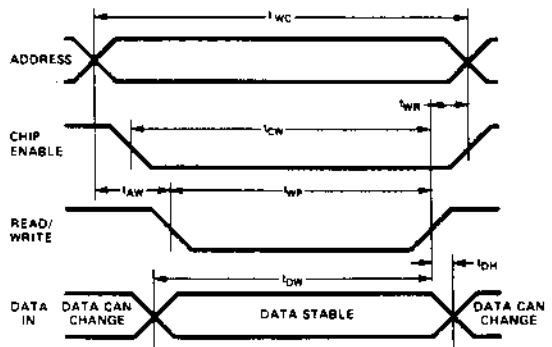 tWC
ADDRESS
tWR
CHIP
ENABLE
tCW
tAW
tWP
READ/
WRITE
tDW
tDH
DATA
IN
DATA CAN
CHANGE
DATA STABLE
DATA CAN
CHANGE